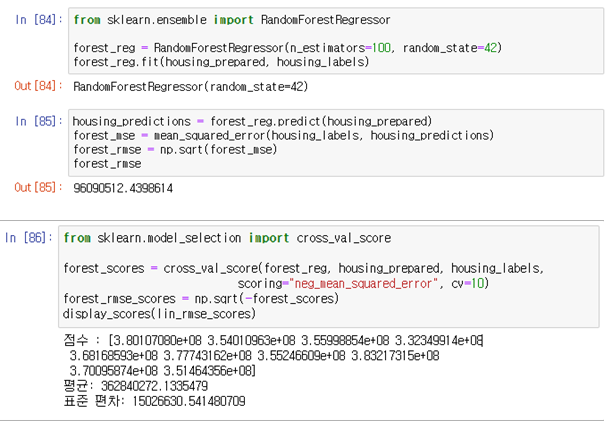 In [84]: from sklearn.ensemble import RandomForestRegressor
forest_reg = RandomForestRegressor(n_estimators=100, random_state=42)
forest_reg.fit(housing_prepared, housing_labels)
Out[84]: RandomForestRegressor(random_state=42)
In [85]: housing_predictions = forest_reg.predict(housing_prepared)
forest_mse = mean_squared_error(housing_labels, housing_predictions)
forest_rmse = np.sqrt(forest_mse)
forest_rmse
Out[85]: 96090512.4398614
In [86]: from sklearn.model_selection import cross_val_score
forest_scores = cross_val_score(forest_reg, housing_prepared, housing_labels,
scoring="neg_mean_squared_error", cv=10)
forest_rmse_scores = np.sqrt(-forest_scores)
display_scores(lin_rmse_scores)
점수 : [3.80107080e+08 3.54010963e+08 3.55998854e+08 3.32349914e+08
3.68168593e+08 3.77743162e+08 3.55246609e+08 3.83217315e+08
3.70095874e+08 3.51464356e+08]
평균: 362840272.1335479
표준 편차: 15026630.541480709